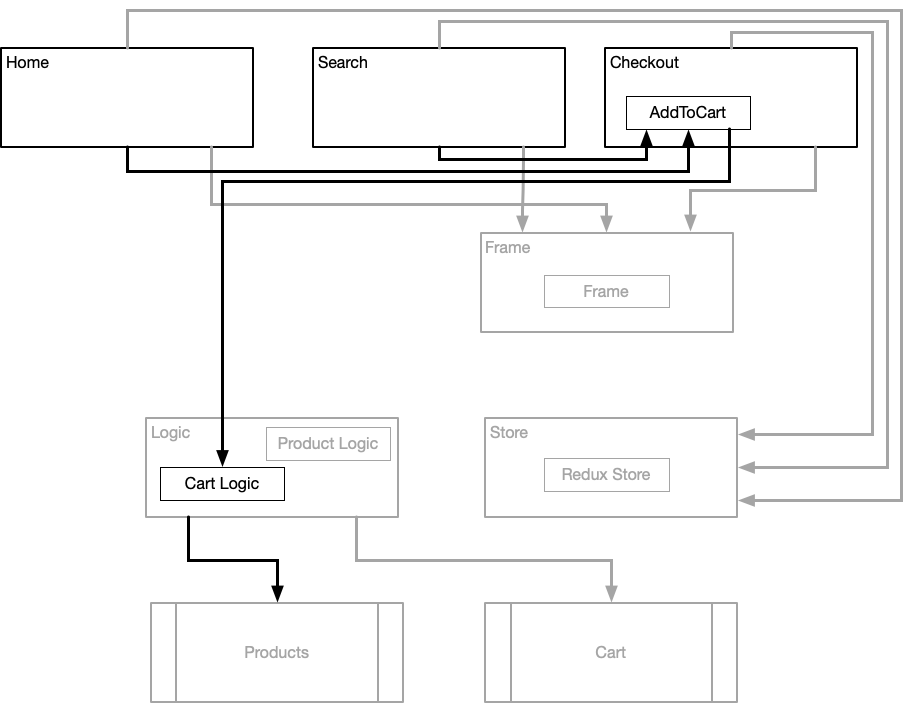 Home
Search
Checkout
AddToCart
Frame
Frame
Logic
Product Logic
Cart Logic
Store
Redux Store
Products
Cart